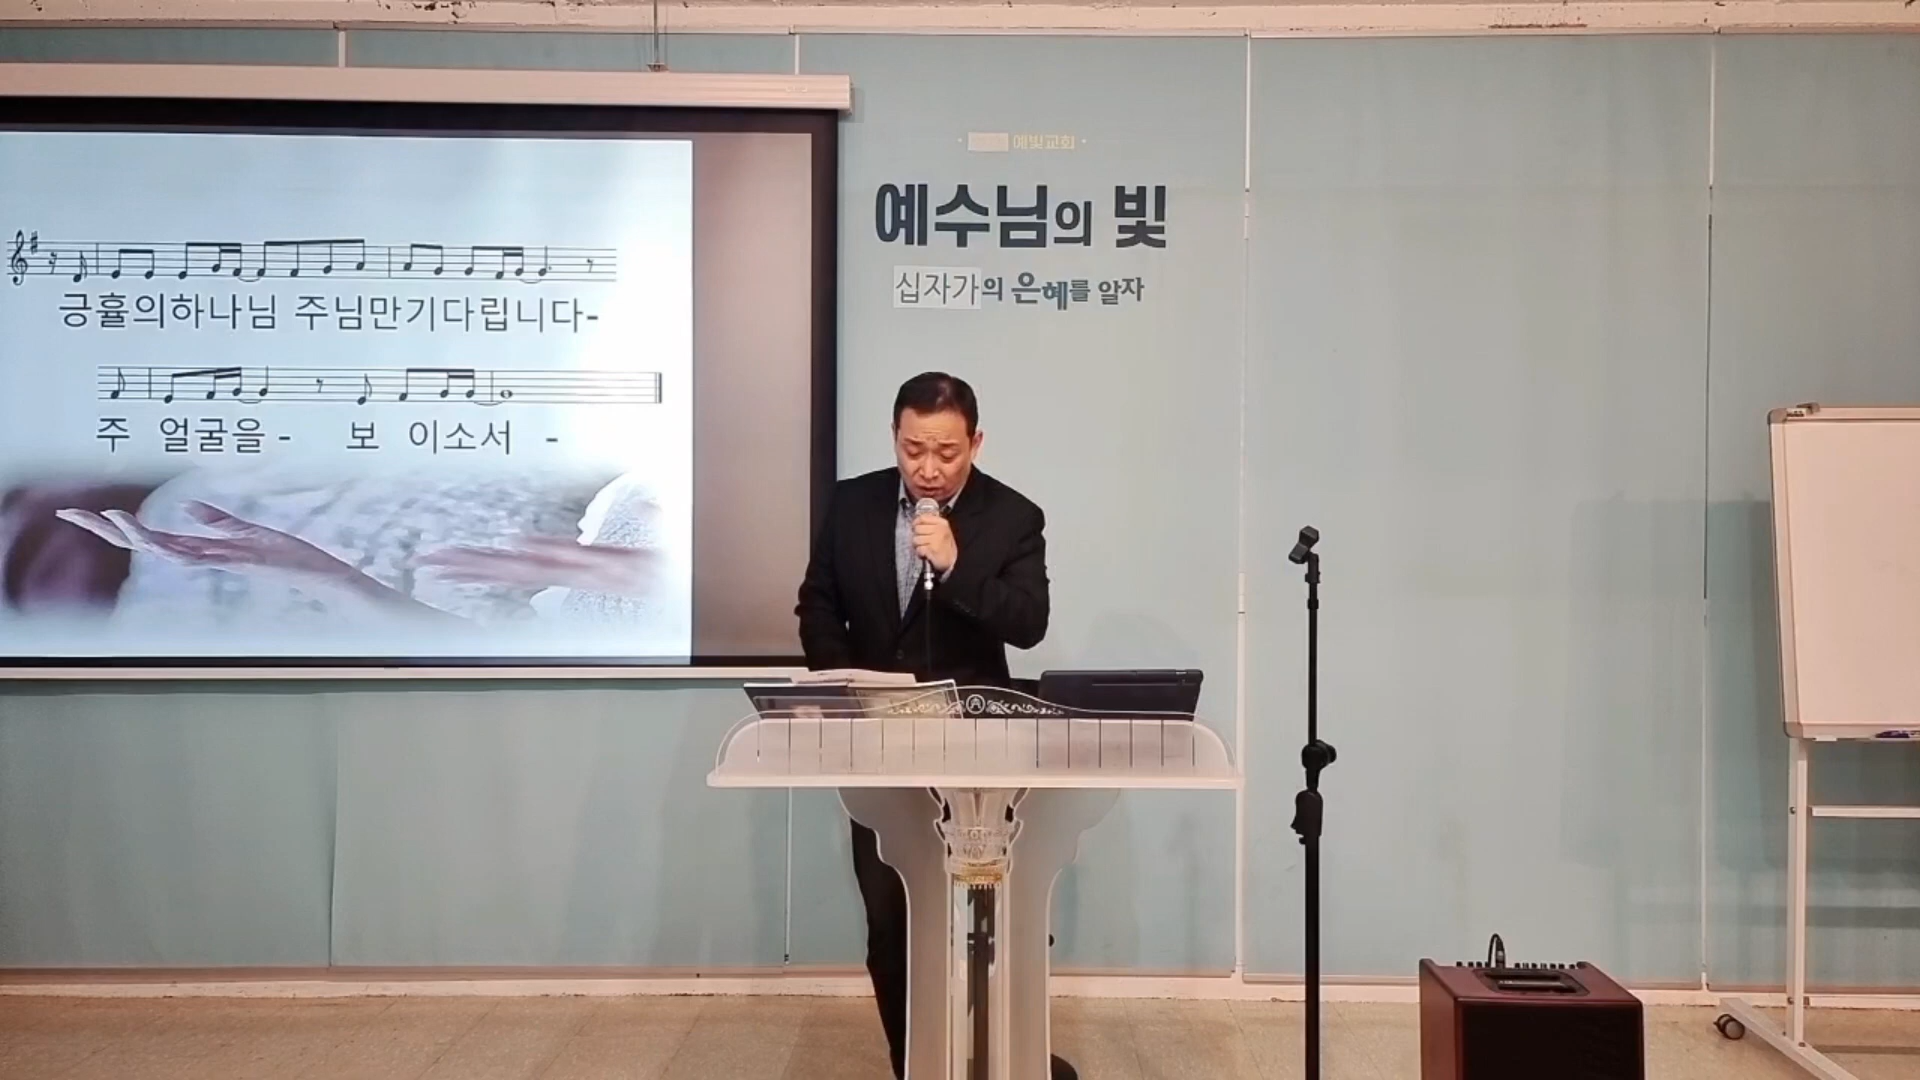 긍휼의하나님 주님만기다립니다-
주 얼굴을 - 보 이소서 -
예빛교회
예수님의 빛
십자가의 은혜를 알자